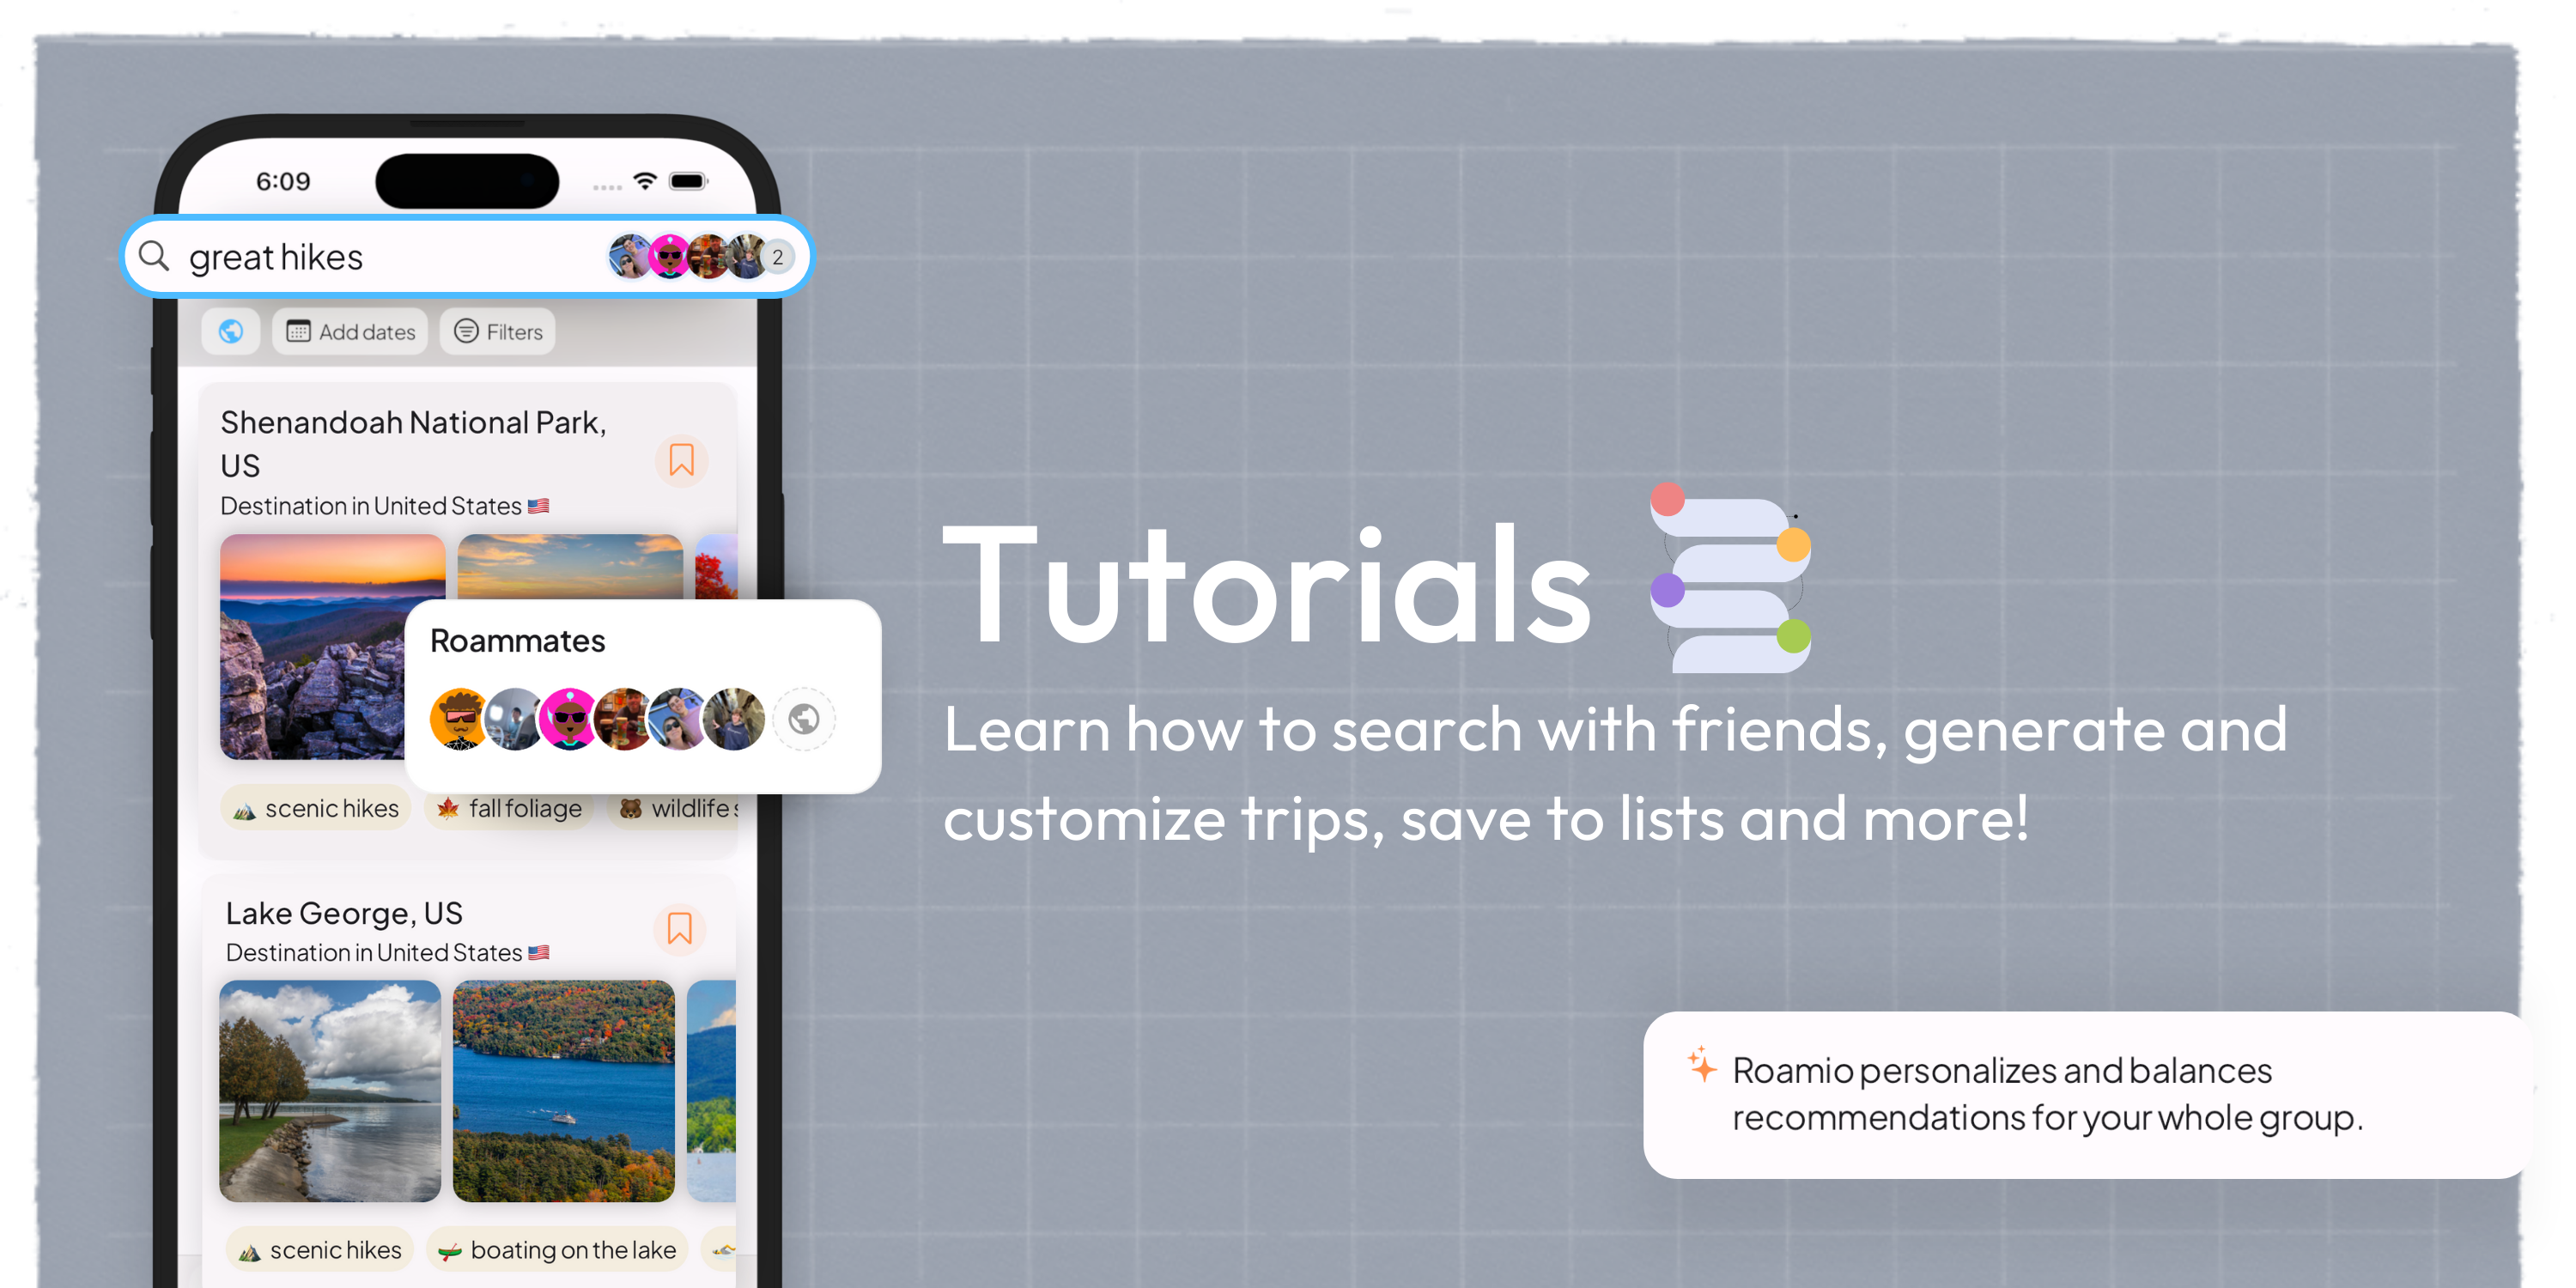 6:09
great hikes
2
Add dates
Filters
Shenandoah National Park,
US
Destination in United States
Roammates
scenic hikes
fall foliage
wildlife
Lake George, US
Destination in United States
scenic hikes
boating on the lake
Tutorials
Learn how to search with friends, generate and
customize trips, save to lists and more!
Roamio personalizes and balances
recommendations for your whole group.